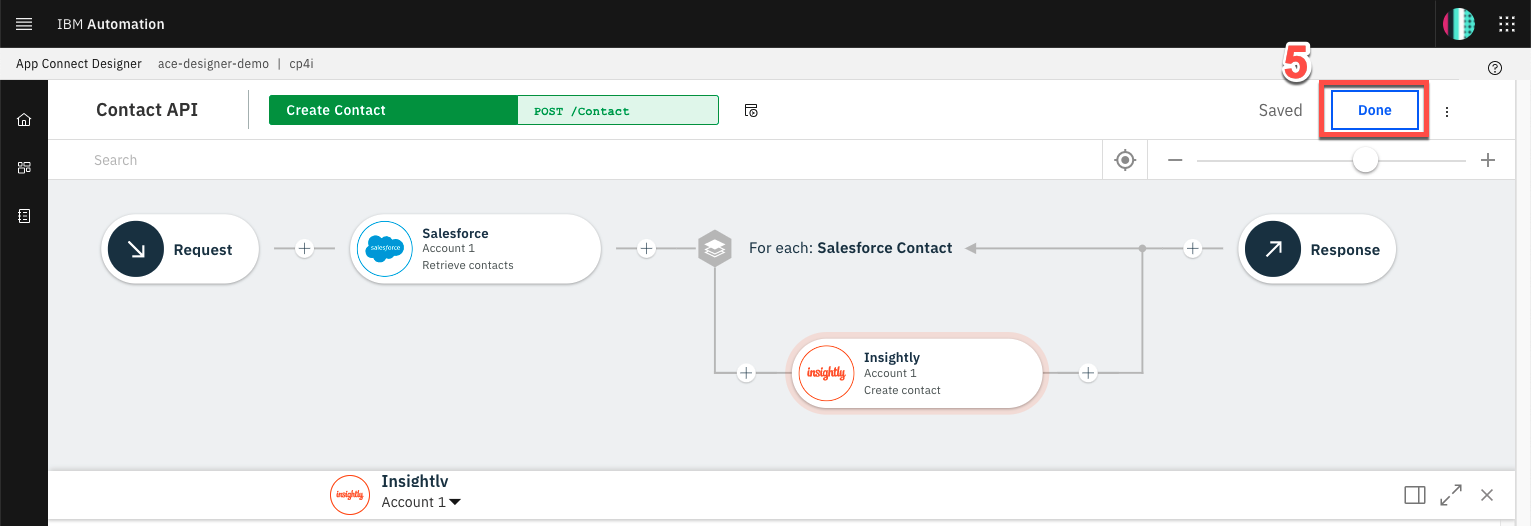 IBM Automation
5
App Connect Designer ace-designer-demo | cp4i
Contact API
Create Contact POST /Contact
Saved
Done
Search
Request
salesforce
Salesforce
Account 1
Retrieve contacts
For each: Salesforce Contact
Response
insightly
Insightly
Account 1
Create contact
insightly
Insightly
Account 1